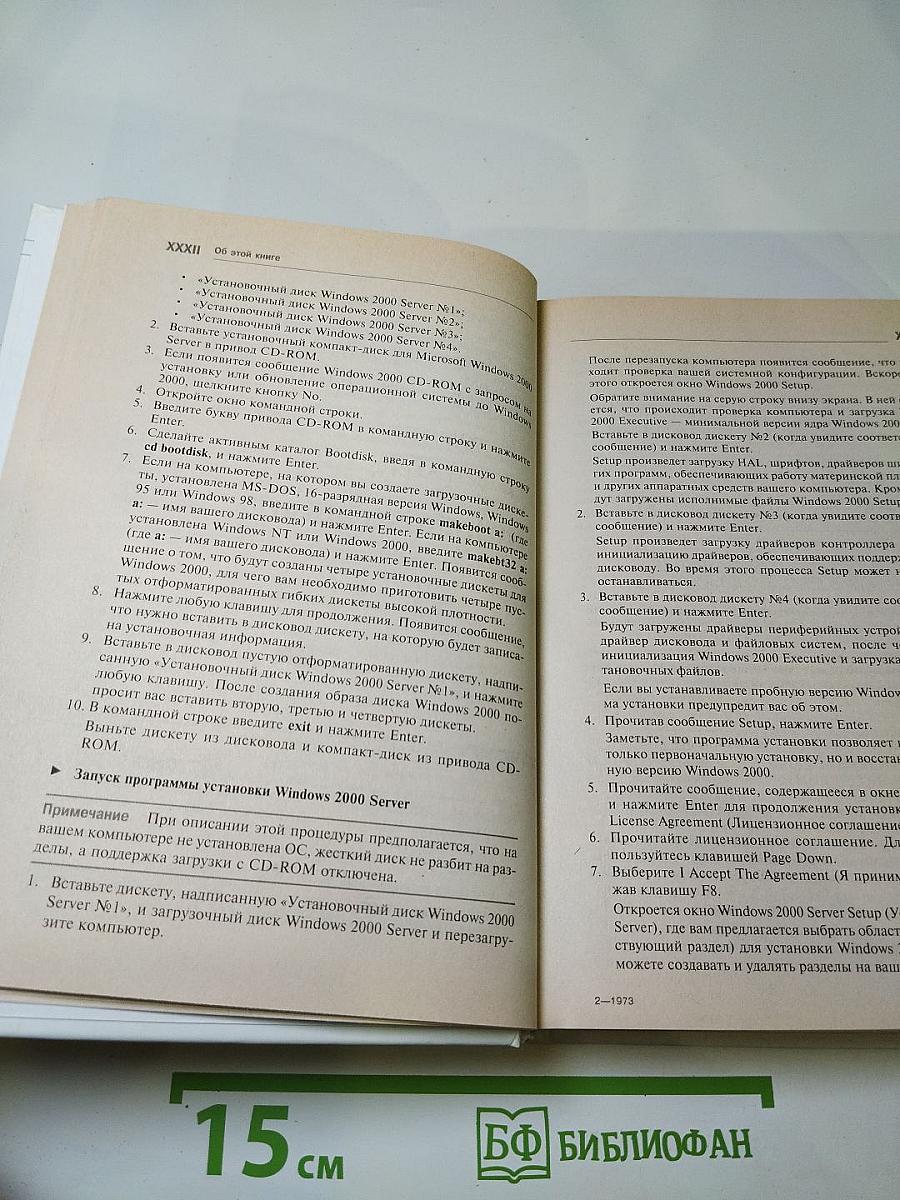 XXXII Об этой книге
• «Установочный диск Windows 2000 Server №1»;
• «Установочный диск Windows 2000 Server №2»;
• «Установочный диск Windows 2000 Server №3»;
• «Установочный диск Windows 2000 Server №4».
2. Вставьте установочный компакт-диск для Microsoft Windows 2000
Server в привод CD-ROM.
3. Если появится сообщение Windows 2000 CD-ROM с запросом на
установку или обновление операционной системы до Window
2000, щелкните кнопку No.
4. Откройте окно командной строки.
5. Введите букву привода CD-ROM в командную строку и нажмите
Enter.
6. Сделайте активным каталог Bootdisk, введя в командную строку
cd bootdisk, и нажмите Enter.
7. Если на компьютере, на котором вы создаете загрузочные диске-
ты, установлена MS-DOS, 16-разрядная версия Windows, Windows
95 или Windows 98, введите в командной строке makeboot a: (где
a: — имя вашего дисковода) и нажмите Enter. Если на компьютере
установлена Windows NT или Windows 2000, введите makebt32 a:
(где a: — имя вашего дисковода) и нажмите Enter. Появится сооб-
щение о том, что будут созданы четыре установочные дискеты для
Windows 2000, для чего вам необходимо приготовить четыре пус-
тых отформатированных гибких дискеты высокой плотности.
8. Нажмите любую клавишу для продолжения. Появится сообщение,
что нужно вставить в дисковод дискету, на которую будет записа-
на установочная информация.
9. Вставьте в дисковод пустую отформатированную дискету, надпи-
санную «Установочный диск Windows 2000 Server №1», и нажмите
любую клавишу. После создания образа диска Windows 2000 по-
просит вас вставить вторую, третью и четвертую дискеты.
10. В командной строке введите exit и нажмите Enter.
Выньте дискету из дисковода и компакт-диск из привода CD-
ROM.
► Запуск программы установки Windows 2000 Server
Примечание При описании этой процедуры предполагается, что на
вашем компьютере не установлена ОС, жесткий диск не разбит на раз-
делы, а поддержка загрузки с CD-ROM отключена.
1. Вставьте дискету, надписанную «Установочный диск Windows 2000
Server №1», и загрузочный диск Windows 2000 Server и перезагру-
зите компьютер.
После перезапуска компьютера появится сообщение, что
ходит проверка вашей системной конфигурации. Вскоре
этого откроется окно Windows 2000 Setup.
Обратите внимание на серую строку внизу экрана. В ней
ется, что происходит проверка компьютера и загрузка
2000 Executive — минимальной версии ядра Windows 200
Вставьте в дисковод дискету №2 (когда увидите соответс
сообщение) и нажмите Enter.
Setup произведет загрузку HAL, шрифтов, драйверов ши
гих программ, обеспечивающих работу материнской пл
и других аппаратных средств вашего компьютера. Кром
дут загружены исполнимые файлы Windows 2000 Setup
2. Вставьте в дисковод дискету №3 (когда увидите соотв
сообщение) и нажмите Enter.
Setup произведет загрузку драйверов контроллера
инициализацию драйверов, обеспечивающих поддерж
дисководу. Во время этого процесса Setup может н
останавливаться.
3. Вставьте в дисковод дискету №4 (когда увидите соо
сообщение) и нажмите Enter.
Будут загружены драйверы периферийных устрой
драйвер дисковода и файловых систем, после че
инициализация Windows 2000 Executive и загрузка
тановочных файлов.
Если вы устанавливаете пробную версию Window
ма установки предупредит вас об этом.
4. Прочитав сообщение Setup, нажмите Enter.
Заметьте, что программа установки позволяет
только первоначальную установку, но и восстан
ную версию Windows 2000.
5. Прочитайте сообщение, содержащееся в окне
и нажмите Enter для продолжения установк
License Agreement (Лицензионное соглашение
6. Прочитайте лицензионное соглашение. Дл
пользуйтесь клавишей Page Down.
7. Выберите I Accept The Agreement (Я приним
жав клавишу F8.
Откроется окно Windows 2000 Server Setup (Ус
Server), где вам предлагается выбрать област
ствующий раздел) для установки Windows 2
можете создавать и удалять разделы на ваш
2—1973
15 см
БФ БИБЛИОФАН